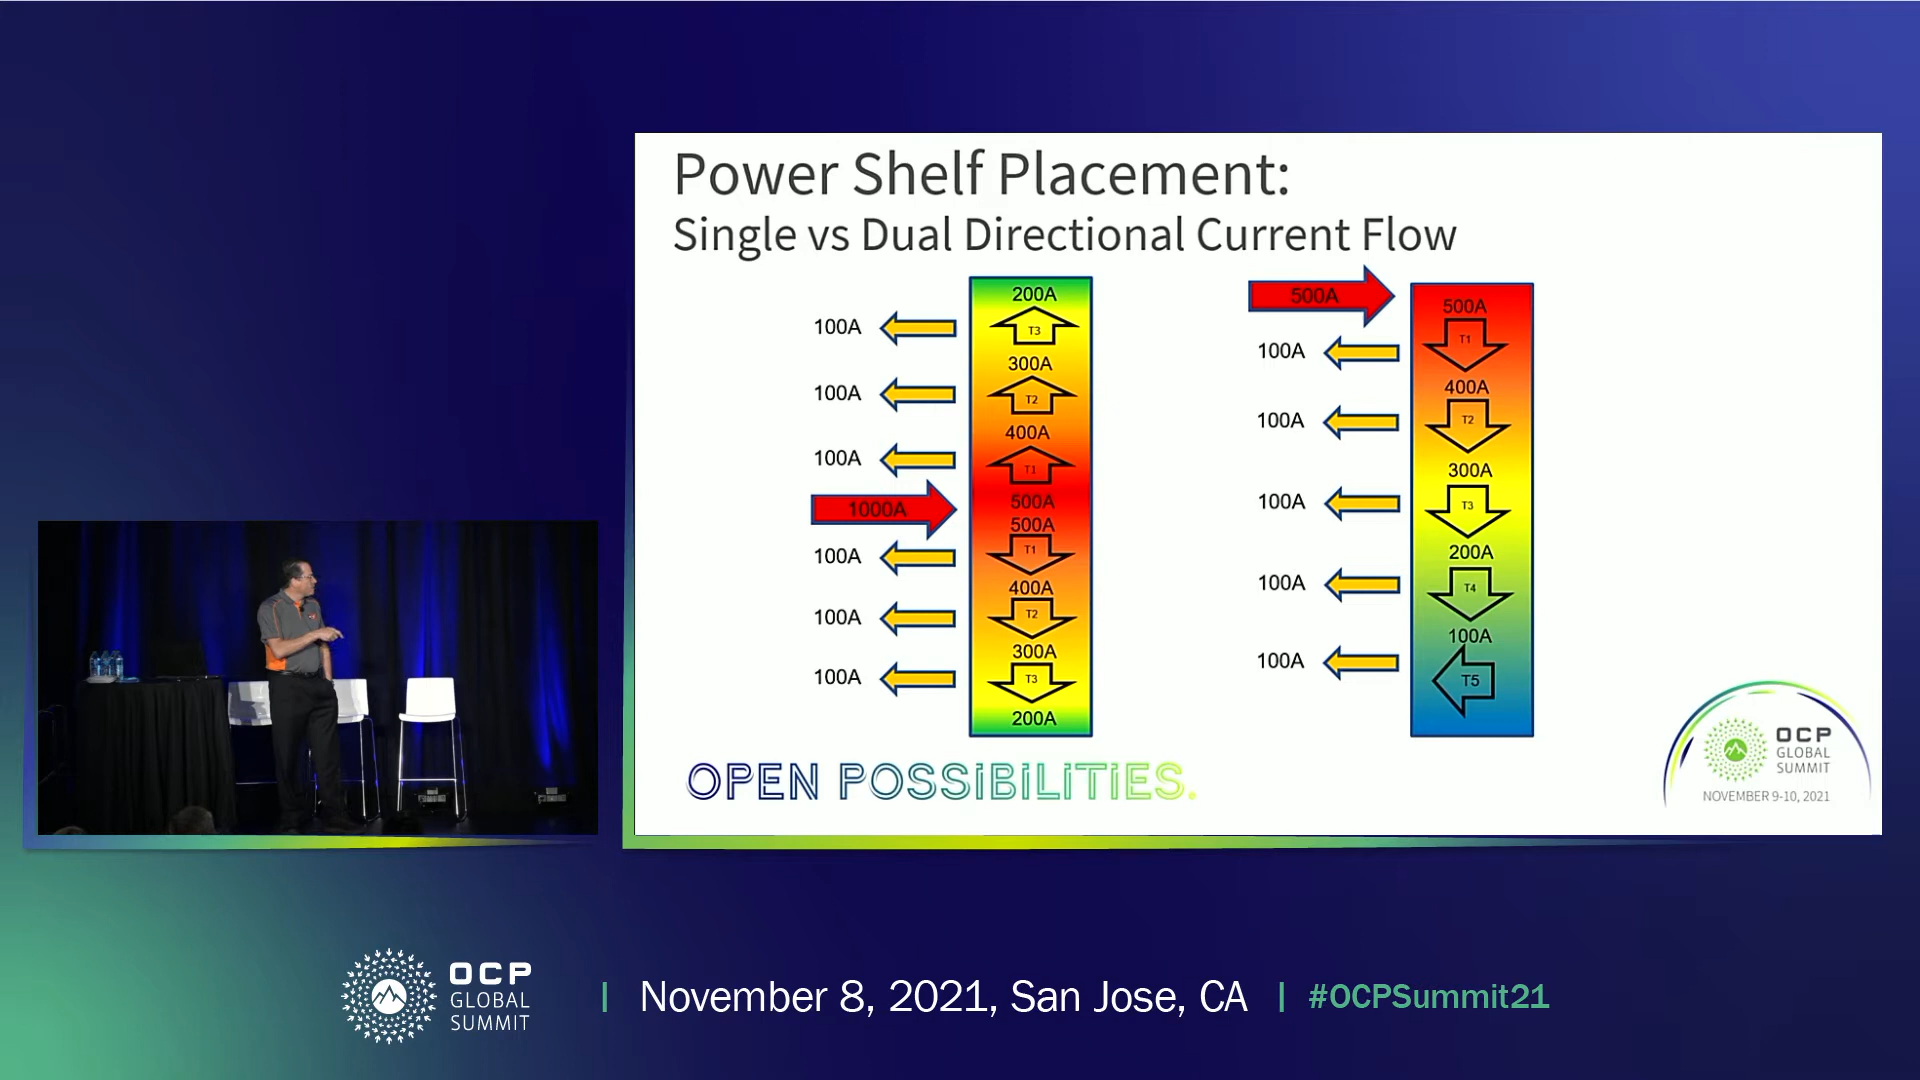 Power Shelf Placement:
Single vs Dual Directional Current Flow
200A
100A
T3
300A
100A
T2
400A
100A
T1
1000A
500A
500A
100A
T1
400A
100A
T2
300A
100A
T3
200A
500A
500A
100A
T1
400A
100A
T2
300A
100A
T3
200A
100A
T4
100A
100A
T5
OPEN POSSIBILITIES.
OCP
GLOBAL
SUMMIT
NOVEMBER 9-10, 2021
OCP
GLOBAL
SUMMIT
| November 8, 2021, San Jose, CA | #OCPSummit21